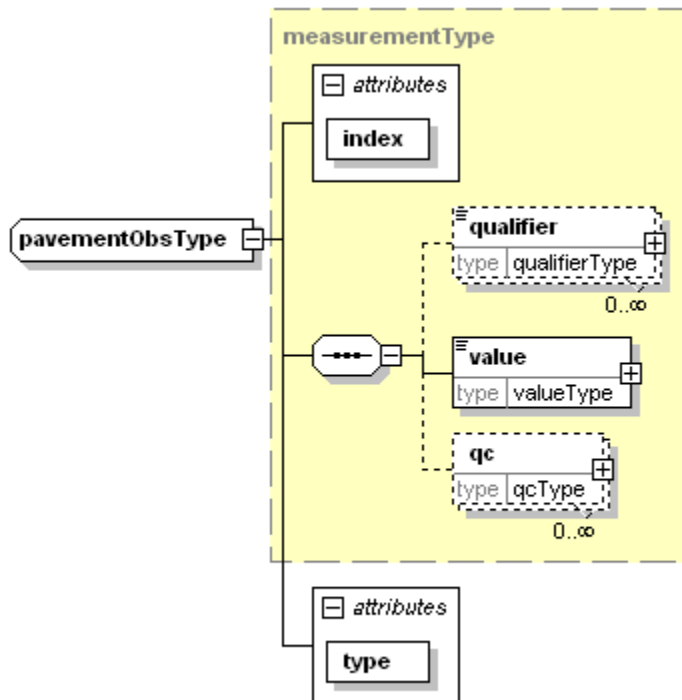 measurementType
attributes
index
pavementObsType
qualifier
type qualifierType
0..∞
value
type valueType
qc
type qcType
0..∞
attributes
type